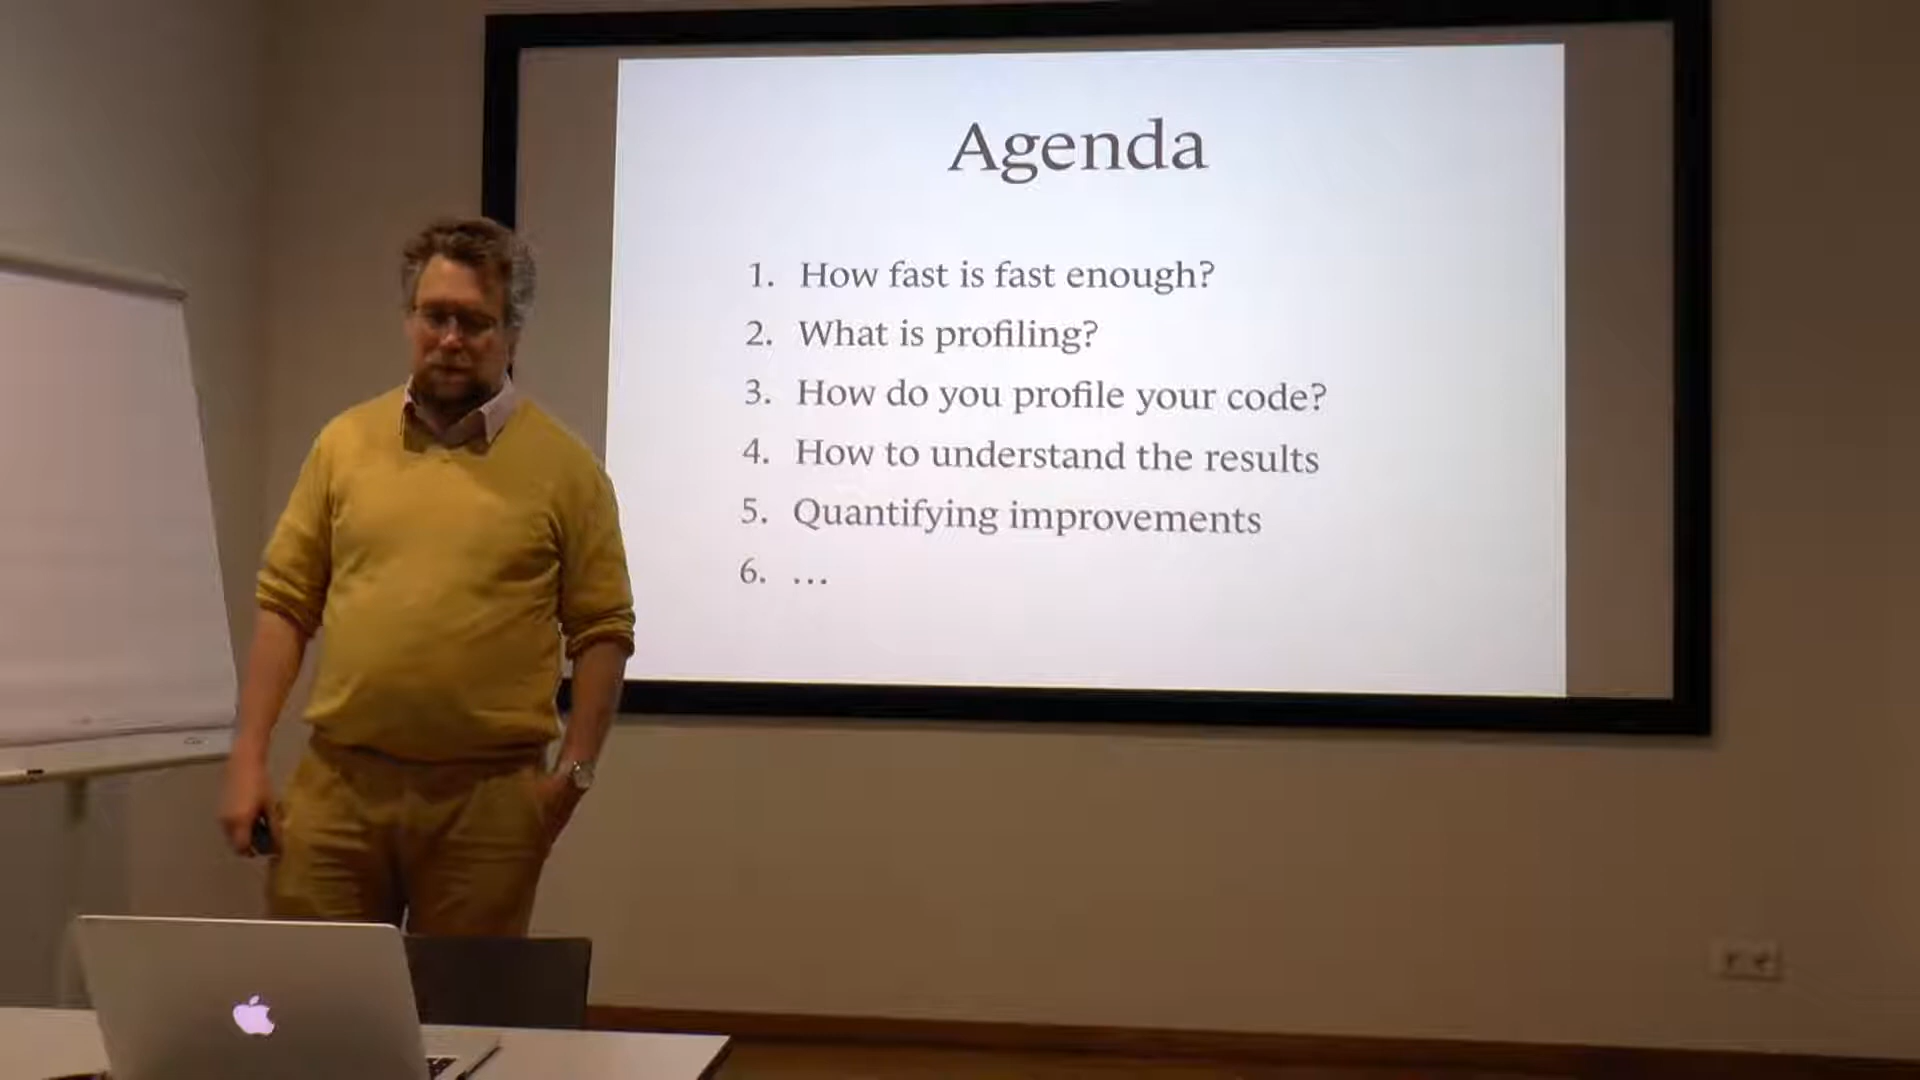 Agenda
1. How fast is fast enough?
2. What is profiling?
3. How do you profile your code?
4. How to understand the results
5. Quantifying improvements
6. ...